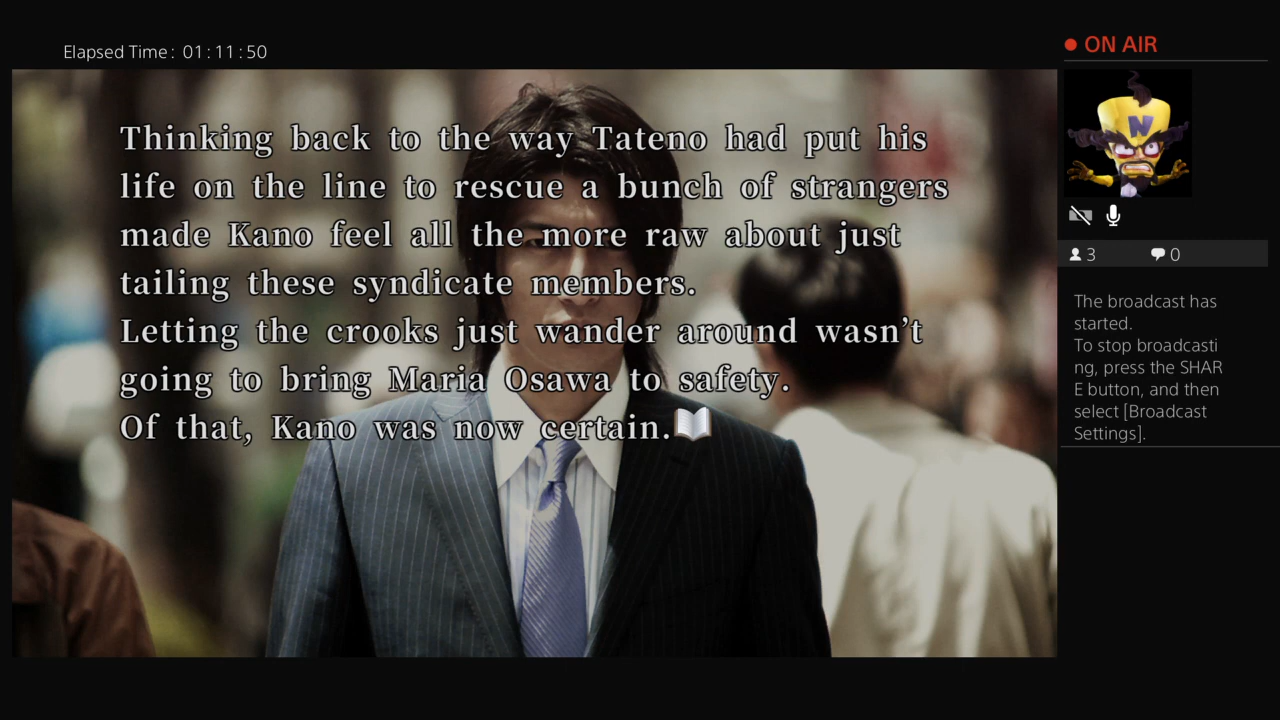 Elapsed Time: 01:11:50
ON AIR
N
Thinking back to the way Tateno had put his
life on the line to rescue a bunch of strangers
made Kano feel all the more raw about just
tailing these syndicate members.
Letting the crooks just wander around wasn't
going to bring Maria Osawa to safety.
Of that, Kano was now certain.
3
0
The broadcast has
started.
To stop broadcasti
ng, press the SHAR
E button, and then
select [Broadcast
Settings].